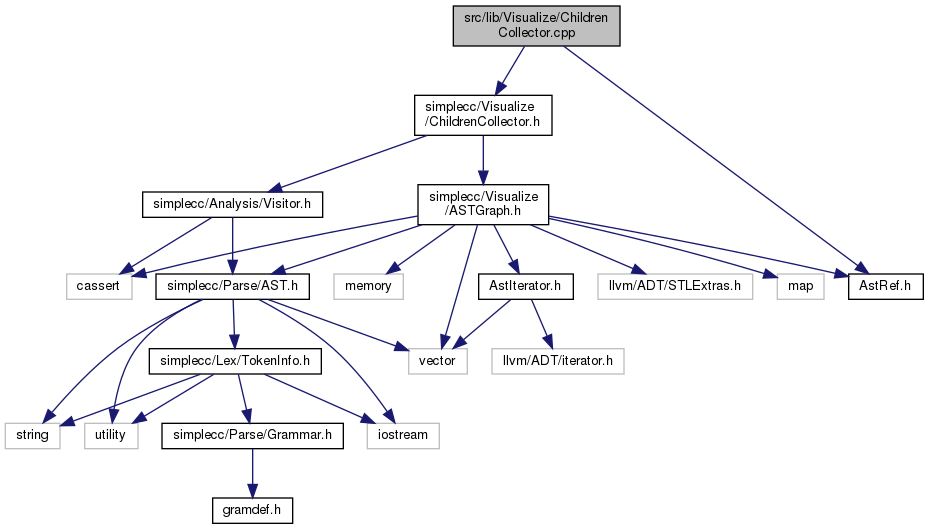 src/lib/Visualize/Children
Collector.cpp
simplecc/Visualize
/ChildrenCollector.h
simplecc/Analysis/Visitor.h
simplecc/Visualize
/ASTGraph.h
cassert
simplecc/Parse/AST.h
memory
AstIterator.h
llvm/ADT/STLExtras.h
map
AstRef.h
simplecc/Lex/TokenInfo.h
vector
llvm/ADT/iterator.h
string
utility
simplecc/Parse/Grammar.h
iostream
gramdef.h